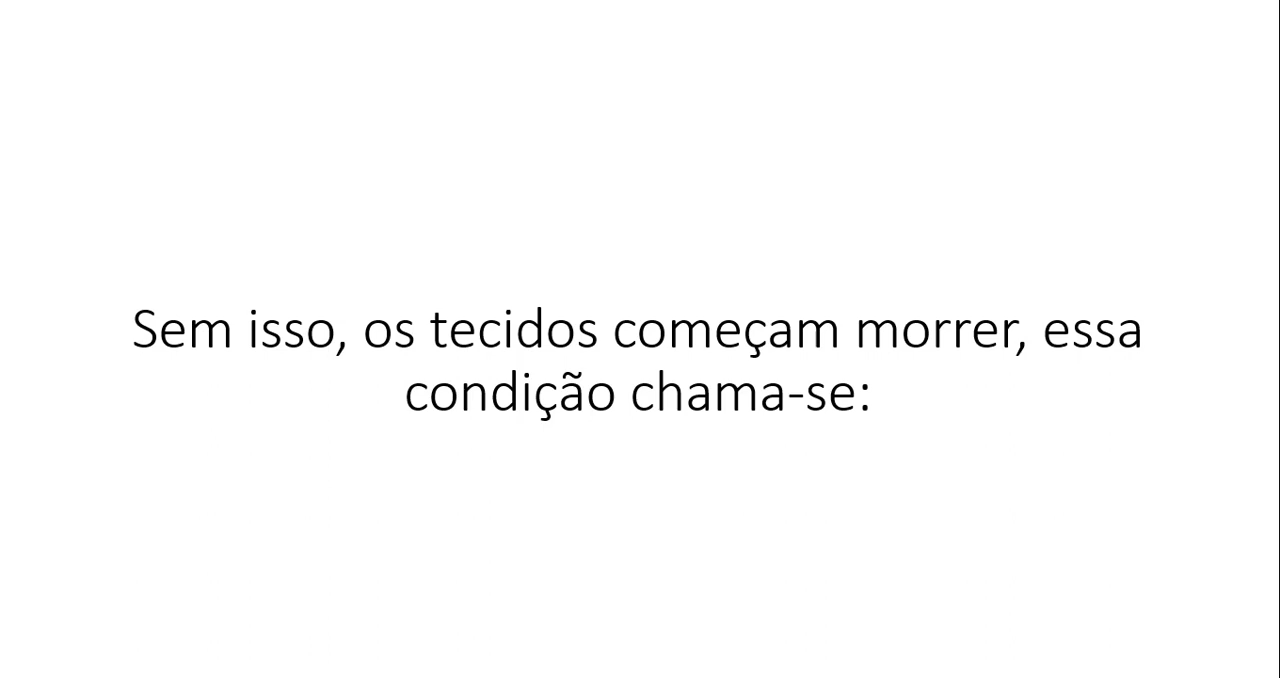 Sem isso, os tecidos começam morrer, essa
condição chama-se: